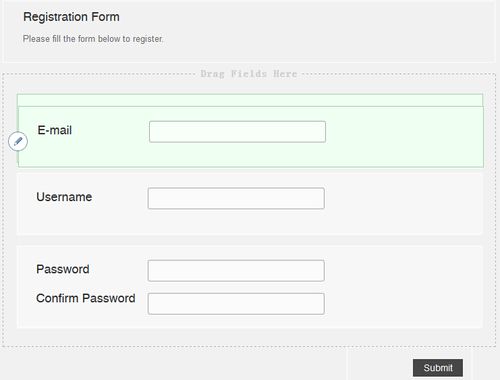 Registration Form
Please fill the form below to register.
Drag Fields Here
E-mail
Username
Password
Confirm Password
Submit